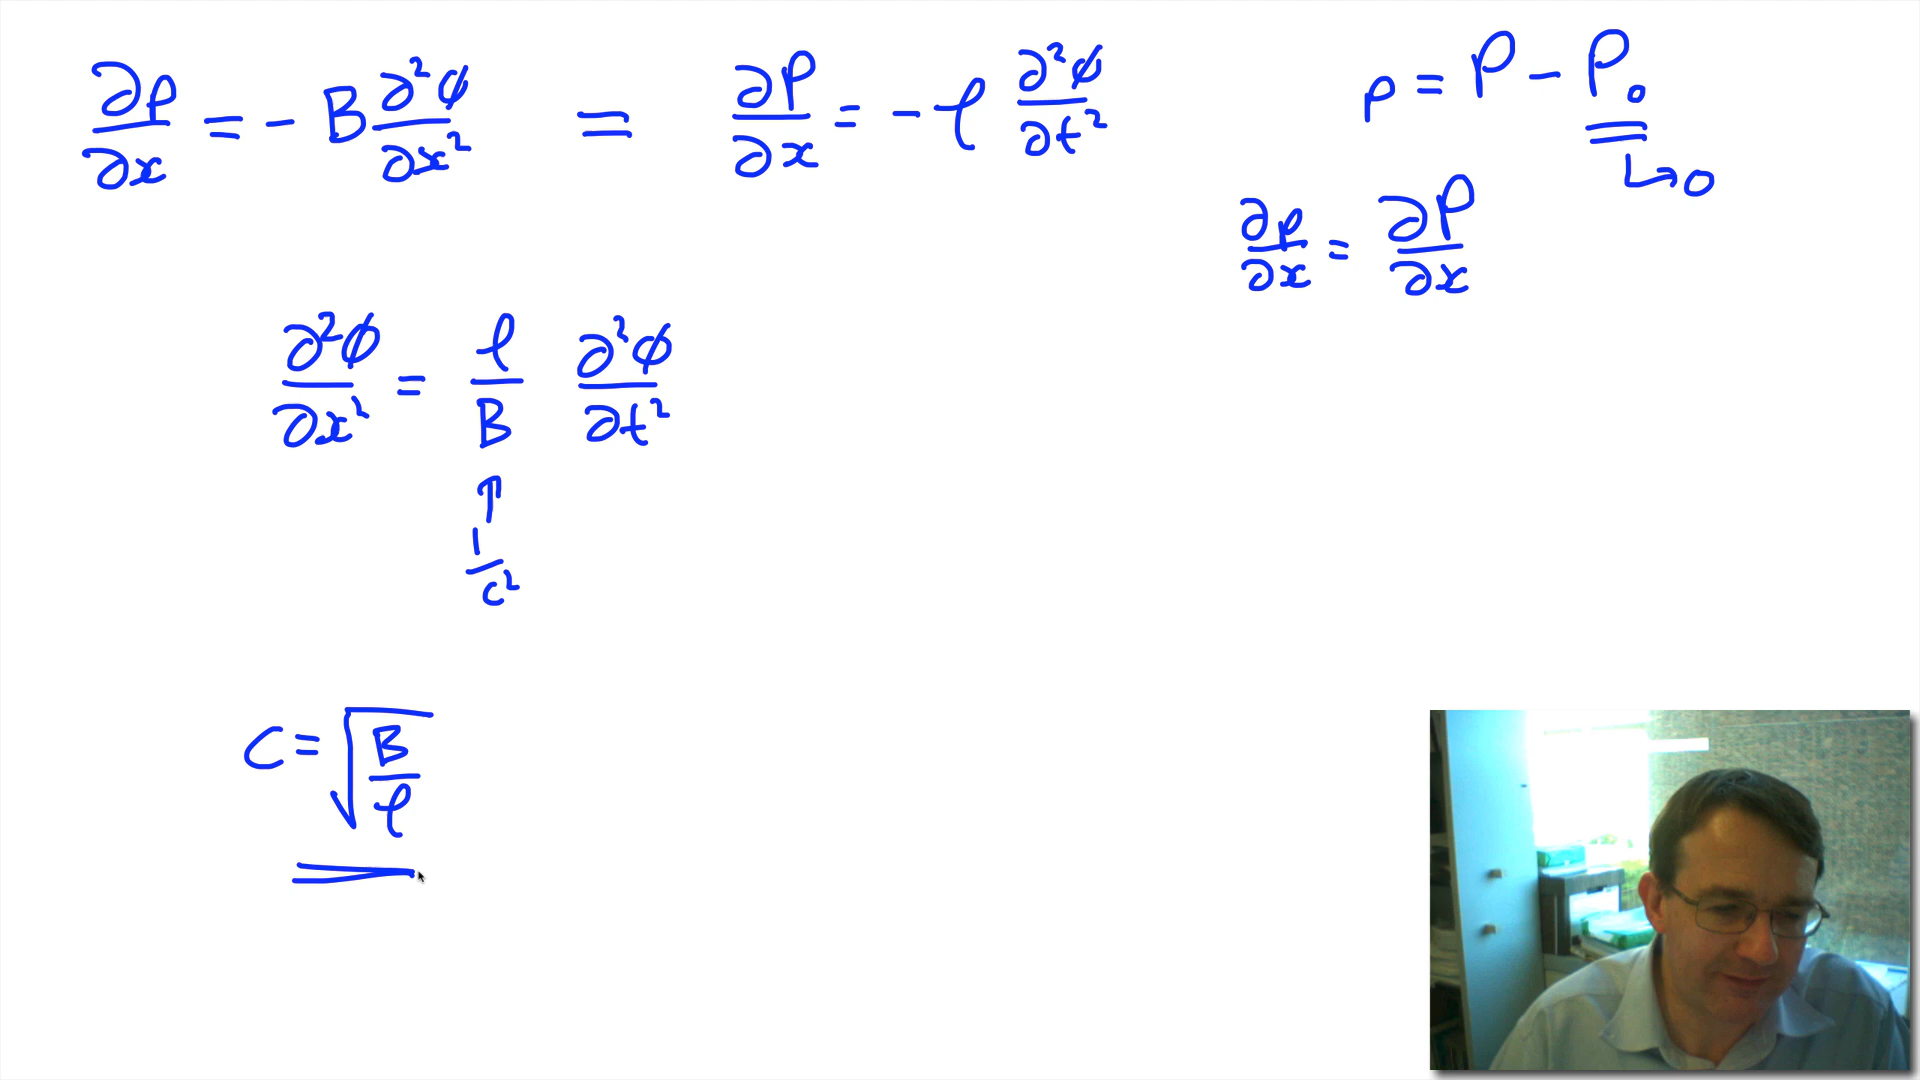 ∂p/∂x = - B ∂²φ/∂x² = ∂P/∂x = - ρ ∂²φ/∂t²
p = P - P₀
↳ 0
∂p/∂x = ∂P/∂x
∂²φ/∂x² = ρ/B ∂²φ/∂t²
↑
1/c²
c = √(B/ρ)